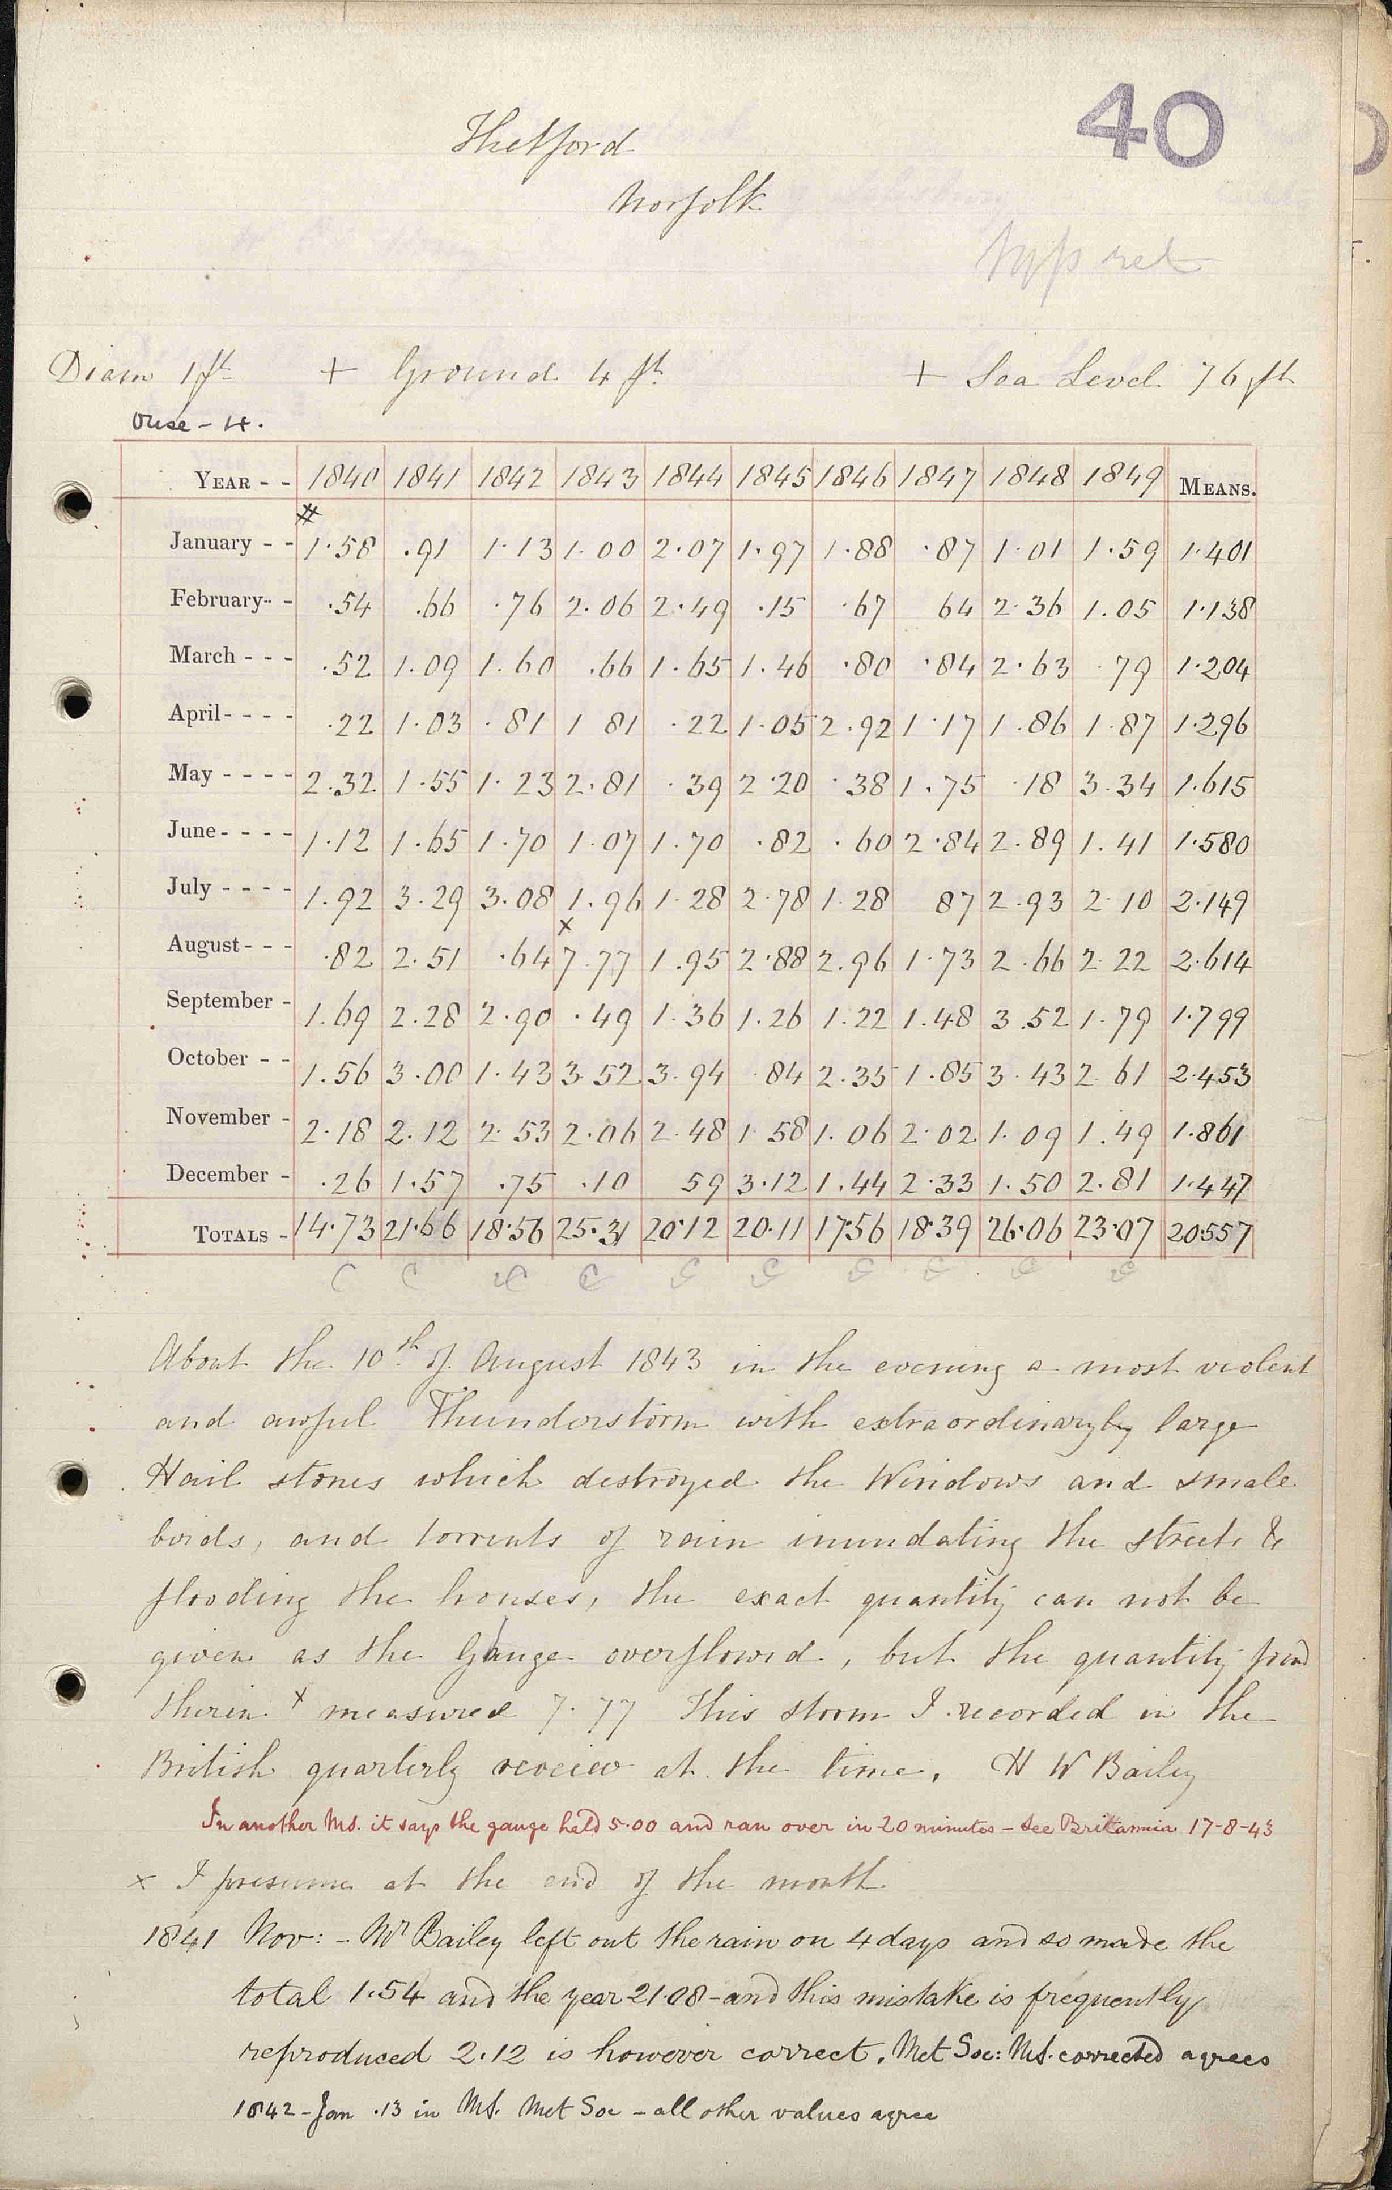 40
Thetford
Norfolk
Diam 1 ft + Ground 4 ft + Sea Level 76 ft
Ouse - 4.
YEAR - - 1840 1841 1842 1843 1844 1845 1846 1847 1848 1849 MEANS.
#
January - - 1.58 .91 1.13 1.00 2.07 1.97 1.88 .87 1.01 1.59 1.401
February - - .54 .66 .76 2.06 2.49 .15 .67 64 2.36 1.05 1.138
March - - - .52 1.09 1.60 .66 1.65 1.46 .80 .84 2.63 .79 1.204
April - - - - .22 1.03 .81 1 81 .22 1.05 2.92 1.17 1.86 1.87 1.296
May - - - - 2.32 1.55 1.23 2.81 .39 2.20 .38 1.75 .18 3.34 1.615
June - - - - 1.12 1.65 1.70 1.07 1.70 .82 .60 2.84 2.89 1.41 1.580
July - - - - 1.92 3.29 3.08 1.96 1.28 2.78 1.28 87 2.93 2.10 2.149
x
August - - - .82 2.51 .64 7.77 1.95 2.88 2.96 1.73 2.66 2.22 2.614
September - 1.69 2.28 2.90 .49 1.36 1.26 1.22 1.48 3.52 1.79 1.799
October - - 1.56 3.00 1.43 3.52 3.94 .84 2.35 1.85 3.43 2.61 2.453
November - 2.18 2.12 2.53 2.06 2.48 1.58 1.06 2.02 1.09 1.49 1.861
December - .26 1.57 .75 .10 59 3.12 1.44 2.33 1.50 2.81 1.447
TOTALS - 14.73 21.66 18.56 25.31 20.12 20.11 17.56 18.39 26.06 23.07 20.557
About the 10th of August 1843 in the evening a most violent
and awful Thunderstorm with extraordinaryly large
Hail stones which destroyed the Windows and small
birds, and torrents of rain inundating the streets &
flooding the houses, the exact quantity can not be
given as the Gauge overflowed, but the quantity found
therein x measured 7.77 This storm I recorded in the
British quarterly review at the time. H W Bailey
In another MS. it says the gauge held 5.00 and ran over in 20 minutes - see Britannia 17-8-43
x I presume at the end of the month
1841 Nov: - Mr Bailey left out the rain on 4 days and so made the
total 1.54 and the year 21.08 - and this mistake is frequently
reproduced 2.12 is however correct. Met Soc: MS. corrected agrees
1842 - Jan .13 in MS. Met Soc - all other values agree